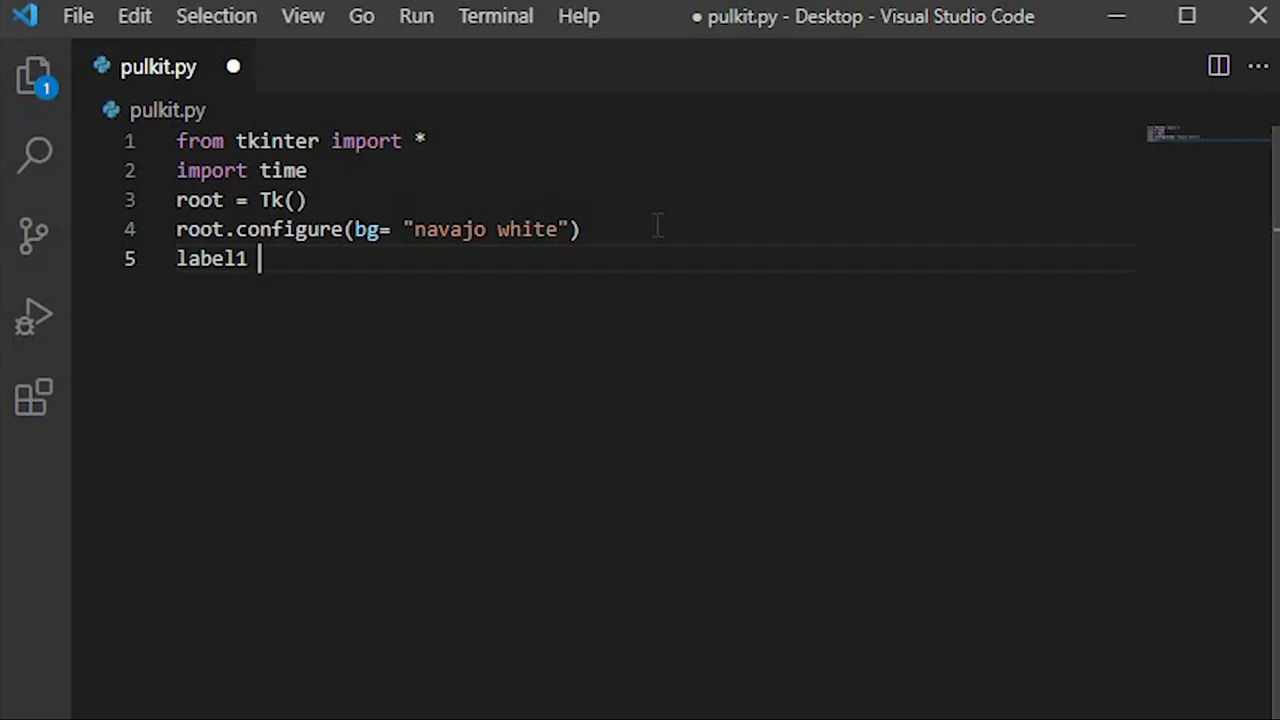 File Edit Selection View Go Run Terminal Help ● pulkit.py - Desktop - Visual Studio Code
pulkit.py
1
pulkit.py
1 from tkinter import *
2 import time
3 root = Tk()
4 root.configure(bg= "navajo white")
5 label1